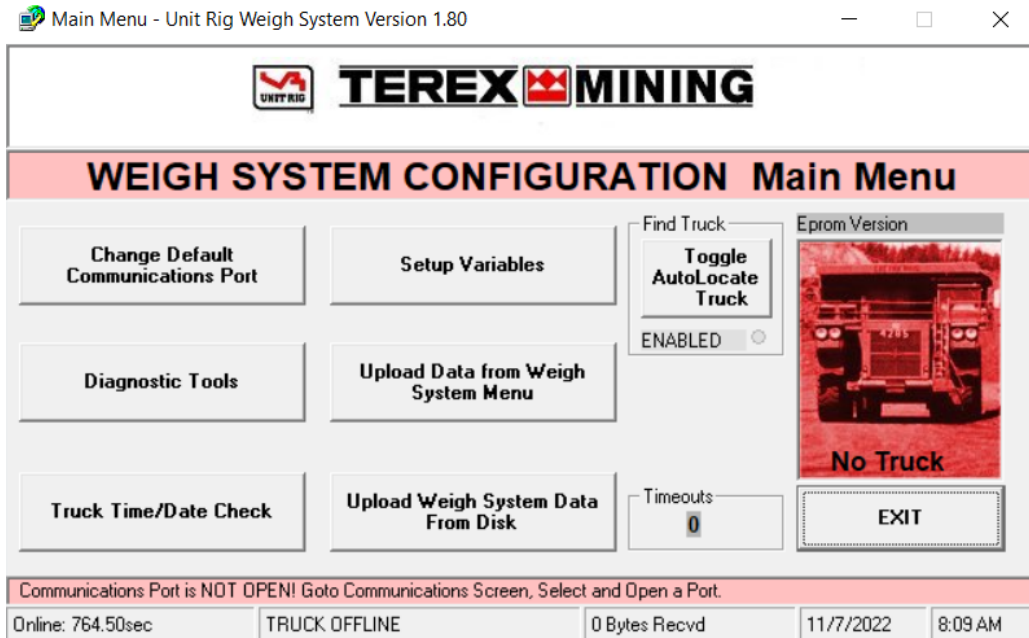 Main Menu - Unit Rig Weigh System Version 1.80
UNIT RIG
TEREX MINING
WEIGH SYSTEM CONFIGURATION Main Menu
Change Default
Communications Port
Setup Variables
Find Truck
Toggle
AutoLocate
Truck
ENABLED
Eprom Version
Diagnostic Tools
Upload Data from Weigh
System Menu
No Truck
Truck Time/Date Check
Upload Weigh System Data
From Disk
Timeouts
0
EXIT
Communications Port is NOT OPEN! Goto Communications Screen, Select and Open a Port.
Online: 764.50sec
TRUCK OFFLINE
0 Bytes Recvd
11/7/2022
8:09 AM